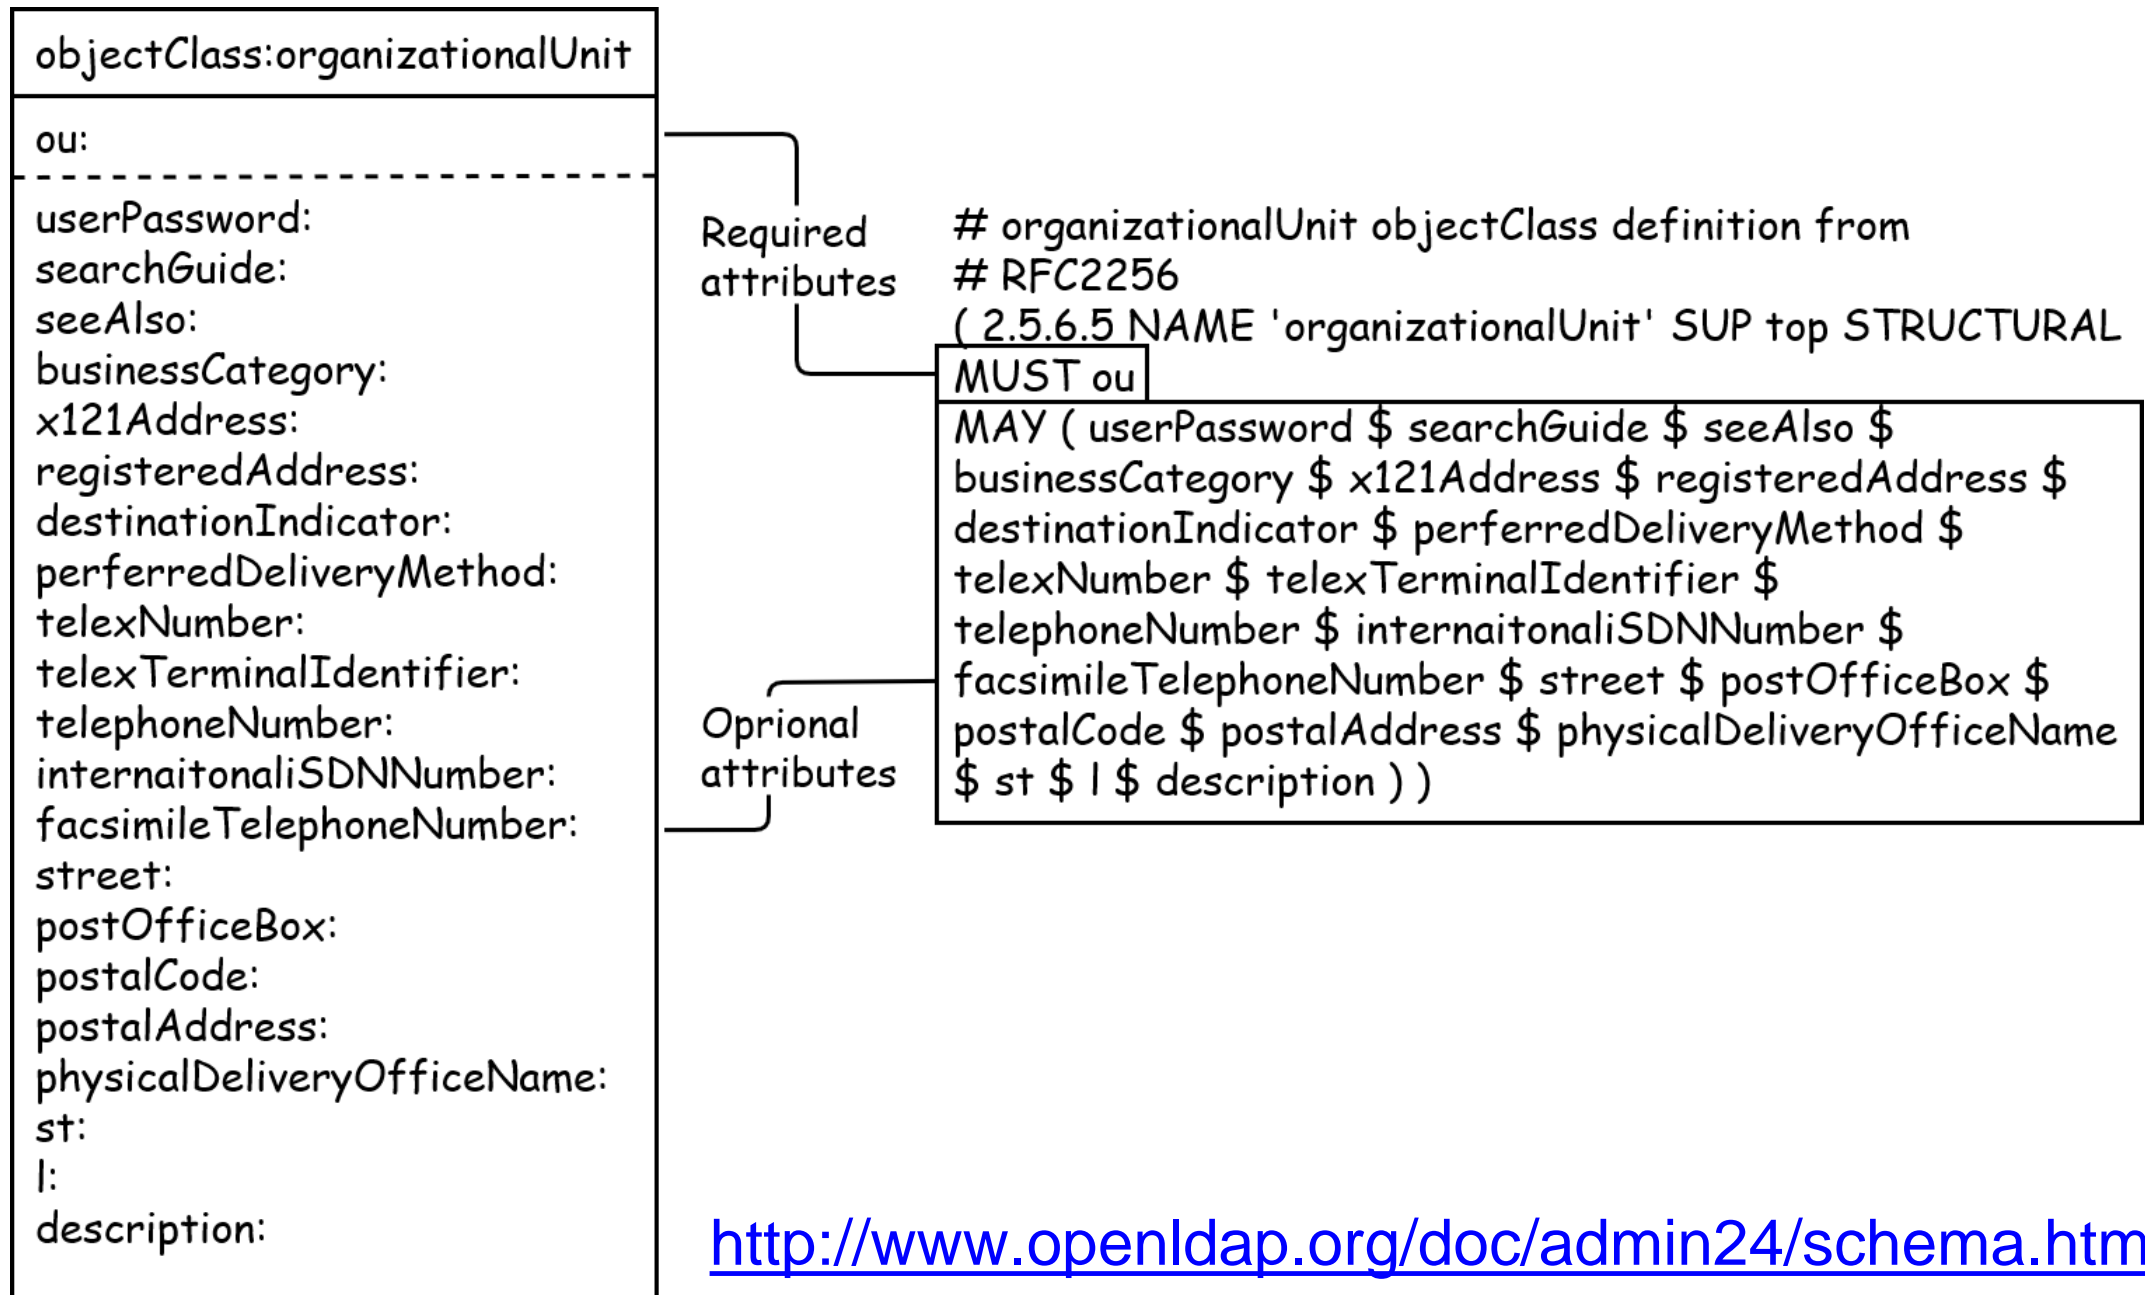 objectClass:organizationalUnit
ou:
userPassword:
searchGuide:
seeAlso:
businessCategory:
x121Address:
registeredAddress:
destinationIndicator:
perferredDeliveryMethod:
telexNumber:
telexTerminalIdentifier:
telephoneNumber:
internaitonaliSDNNumber:
facsimileTelephoneNumber:
street:
postOfficeBox:
postalCode:
postalAddress:
physicalDeliveryOfficeName:
st:
l:
description:
Required
attributes
Oprional
attributes
# organizationalUnit objectClass definition from
# RFC2256
( 2.5.6.5 NAME 'organizationalUnit' SUP top STRUCTURAL
MUST ou
MAY ( userPassword $ searchGuide $ seeAlso $
businessCategory $ x121Address $ registeredAddress $
destinationIndicator $ perferredDeliveryMethod $
telexNumber $ telexTerminalIdentifier $
telephoneNumber $ internaitonaliSDNNumber $
facsimileTelephoneNumber $ street $ postOfficeBox $
postalCode $ postalAddress $ physicalDeliveryOfficeName
$ st $ l $ description ) )
http://www.openldap.org/doc/admin24/schema.htm